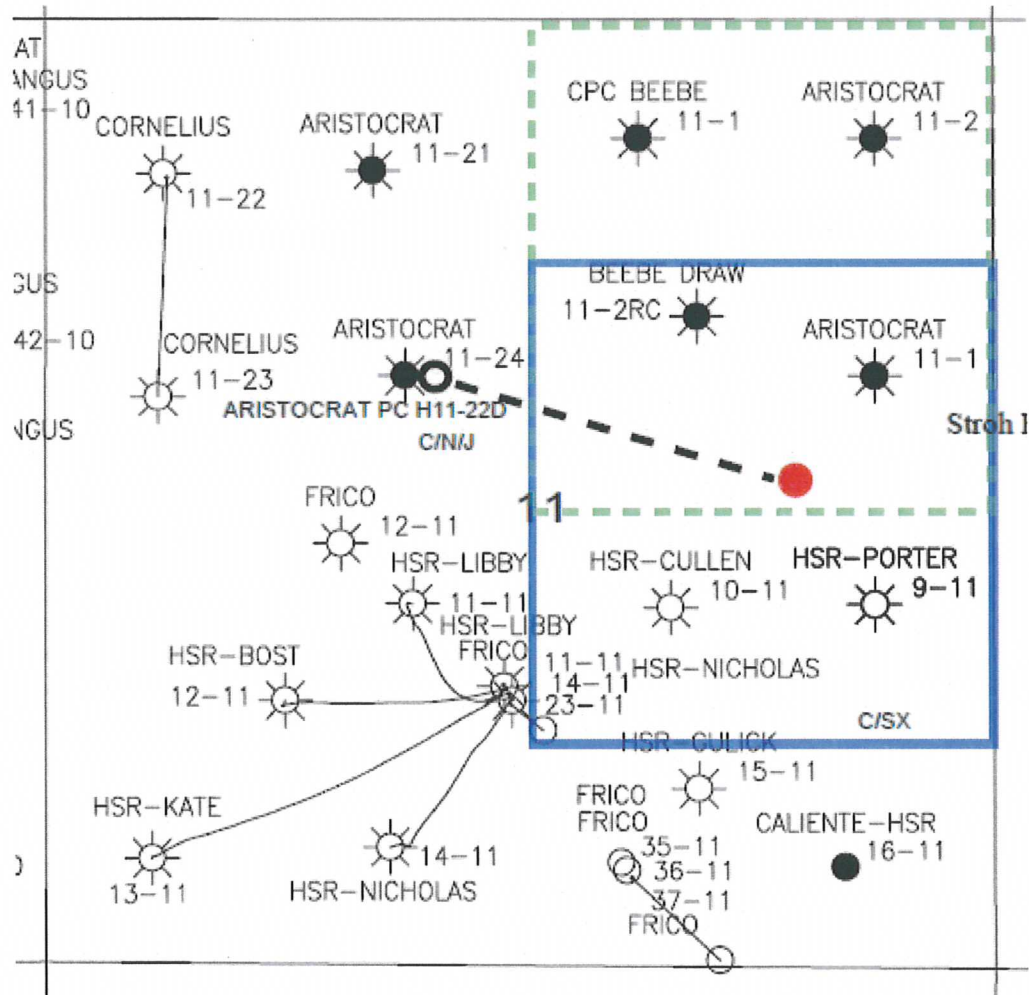 AT
ANGUS
41-10
CORNELIUS
11-22
ARISTOCRAT
11-21
CPC BEEBE
11-1
ARISTOCRAT
11-2
GUS
42-10
CORNELIUS
11-23
NGUS
ARISTOCRAT
11-24
ARISTOCRAT PC H11-22D
C/N/J
BEEBE DRAW
11-2RC
ARISTOCRAT
11-1
Stroh
11
FRICO
12-11
HSR-LIBBY
11-11
HSR-LIBBY
FRICO
11-11
14-11
23-11
HSR-CULLEN
10-11
HSR-PORTER
9-11
HSR-BOST
12-11
HSR-NICHOLAS
C/SX
HSR-GULICK
15-11
HSR-KATE
13-11
14-11
HSR-NICHOLAS
FRICO
FRICO
35-11
36-11
37-11
FRICO
CALIENTE-HSR
16-11